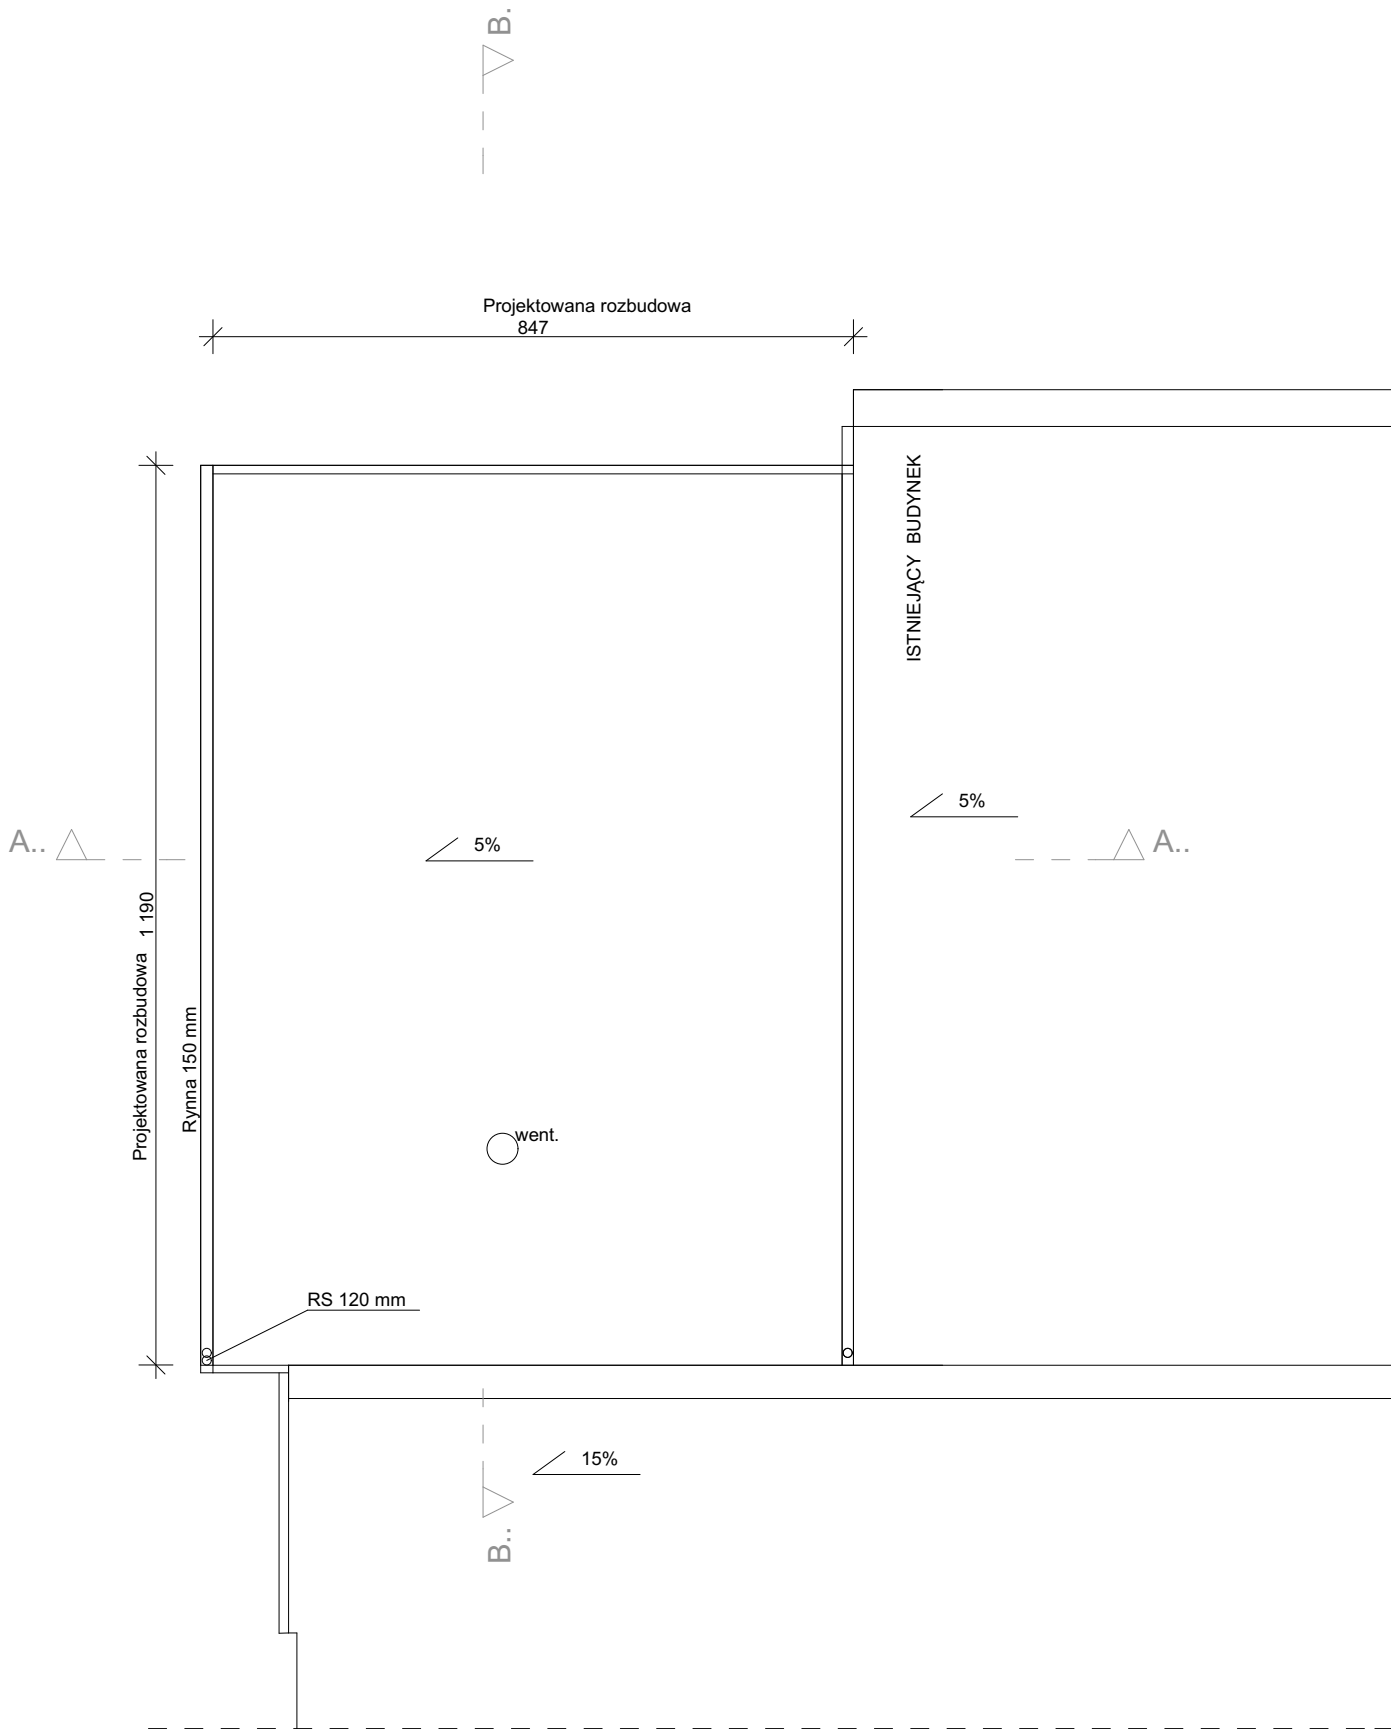 B.
Projektowana rozbudowa
847
ISTNIEJĄCY BUDYNEK
5%
5%
A..
A..
Projektowana rozbudowa 1 190
Rynna 150 mm
went.
RS 120 mm
15%
B..